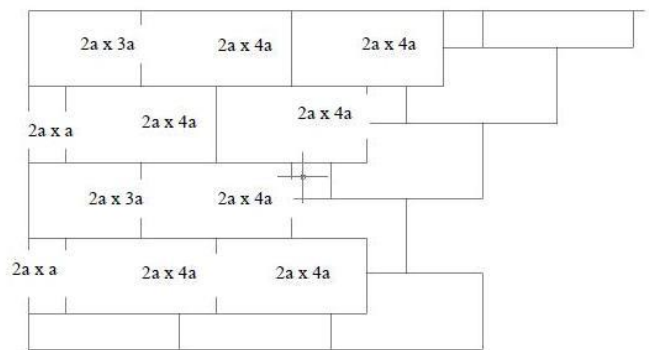 2a x 3a 2a x 4a 2a x 4a
2a x a 2a x 4a 2a x 4a
2a x 3a 2a x 4a
2a x a 2a x 4a 2a x 4a